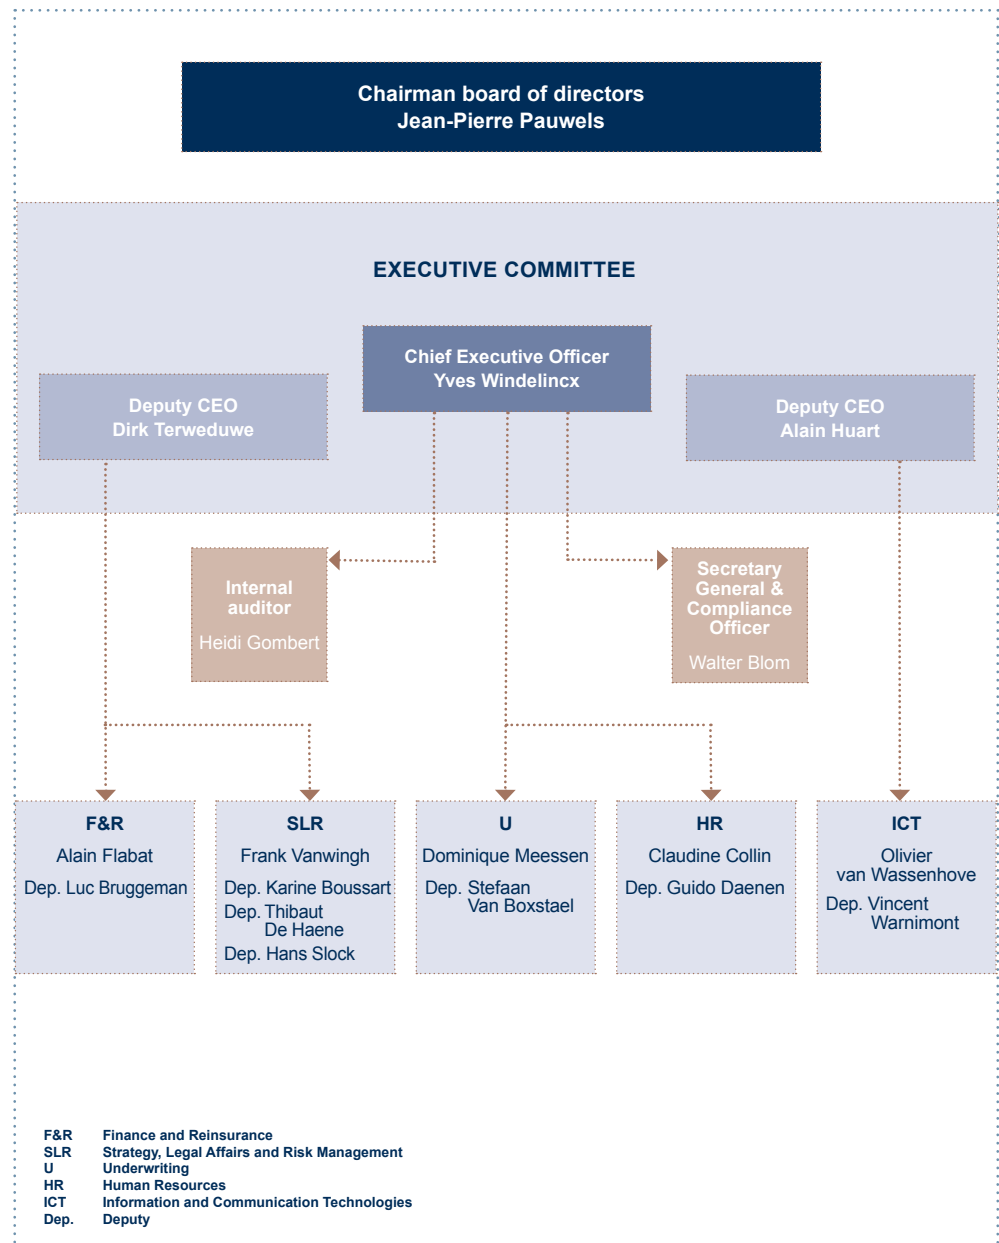 Chairman board of directors
Jean-Pierre Pauwels
EXECUTIVE COMMITTEE
Chief Executive Officer
Yves Windelincx
Deputy CEO
Dirk Terweduwe
Deputy CEO
Alain Huart
Internal
auditor
Heidi Gombert
Secretary
General &
Compliance
Officer
Walter Blom
F&R
Alain Flabat
Dep. Luc Bruggeman
SLR
Frank Vanwingh
Dep. Karine Boussart
Dep. Thibaut
De Haene
Dep. Hans Slock
U
Dominique Meessen
Dep. Stefaan
Van Boxstael
HR
Claudine Collin
Dep. Guido Daenen
ICT
Olivier
van Wassenhove
Dep. Vincent
Warnimont
F&R Finance and Reinsurance
SLR Strategy, Legal Affairs and Risk Management
U Underwriting
HR Human Resources
ICT Information and Communication Technologies
Dep. Deputy